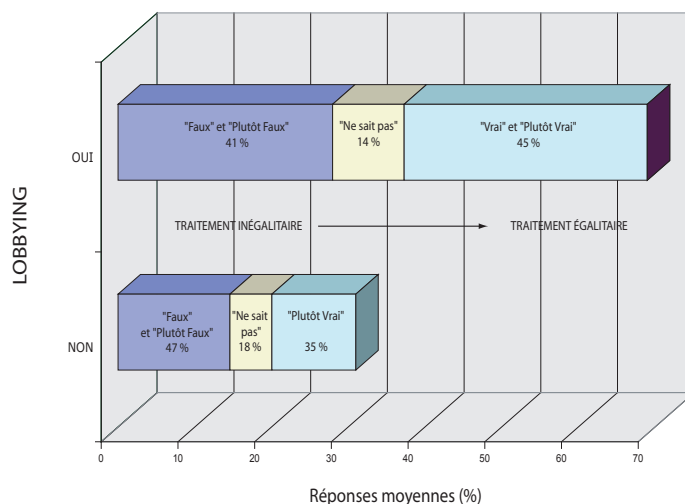 LOBBYING
OUI
"Faux" et "Plutôt Faux"
41 %
"Ne sait pas"
14 %
"Vrai" et "Plutôt Vrai"
45 %
TRAITEMENT INÉGALITAIRE
TRAITEMENT ÉGALITAIRE
NON
"Faux"
et "Plutôt Faux"
47 %
"Ne sait
pas"
18 %
"Plutôt Vrai"
35 %
0 10 20 30 40 50 60 70
Réponses moyennes (%)